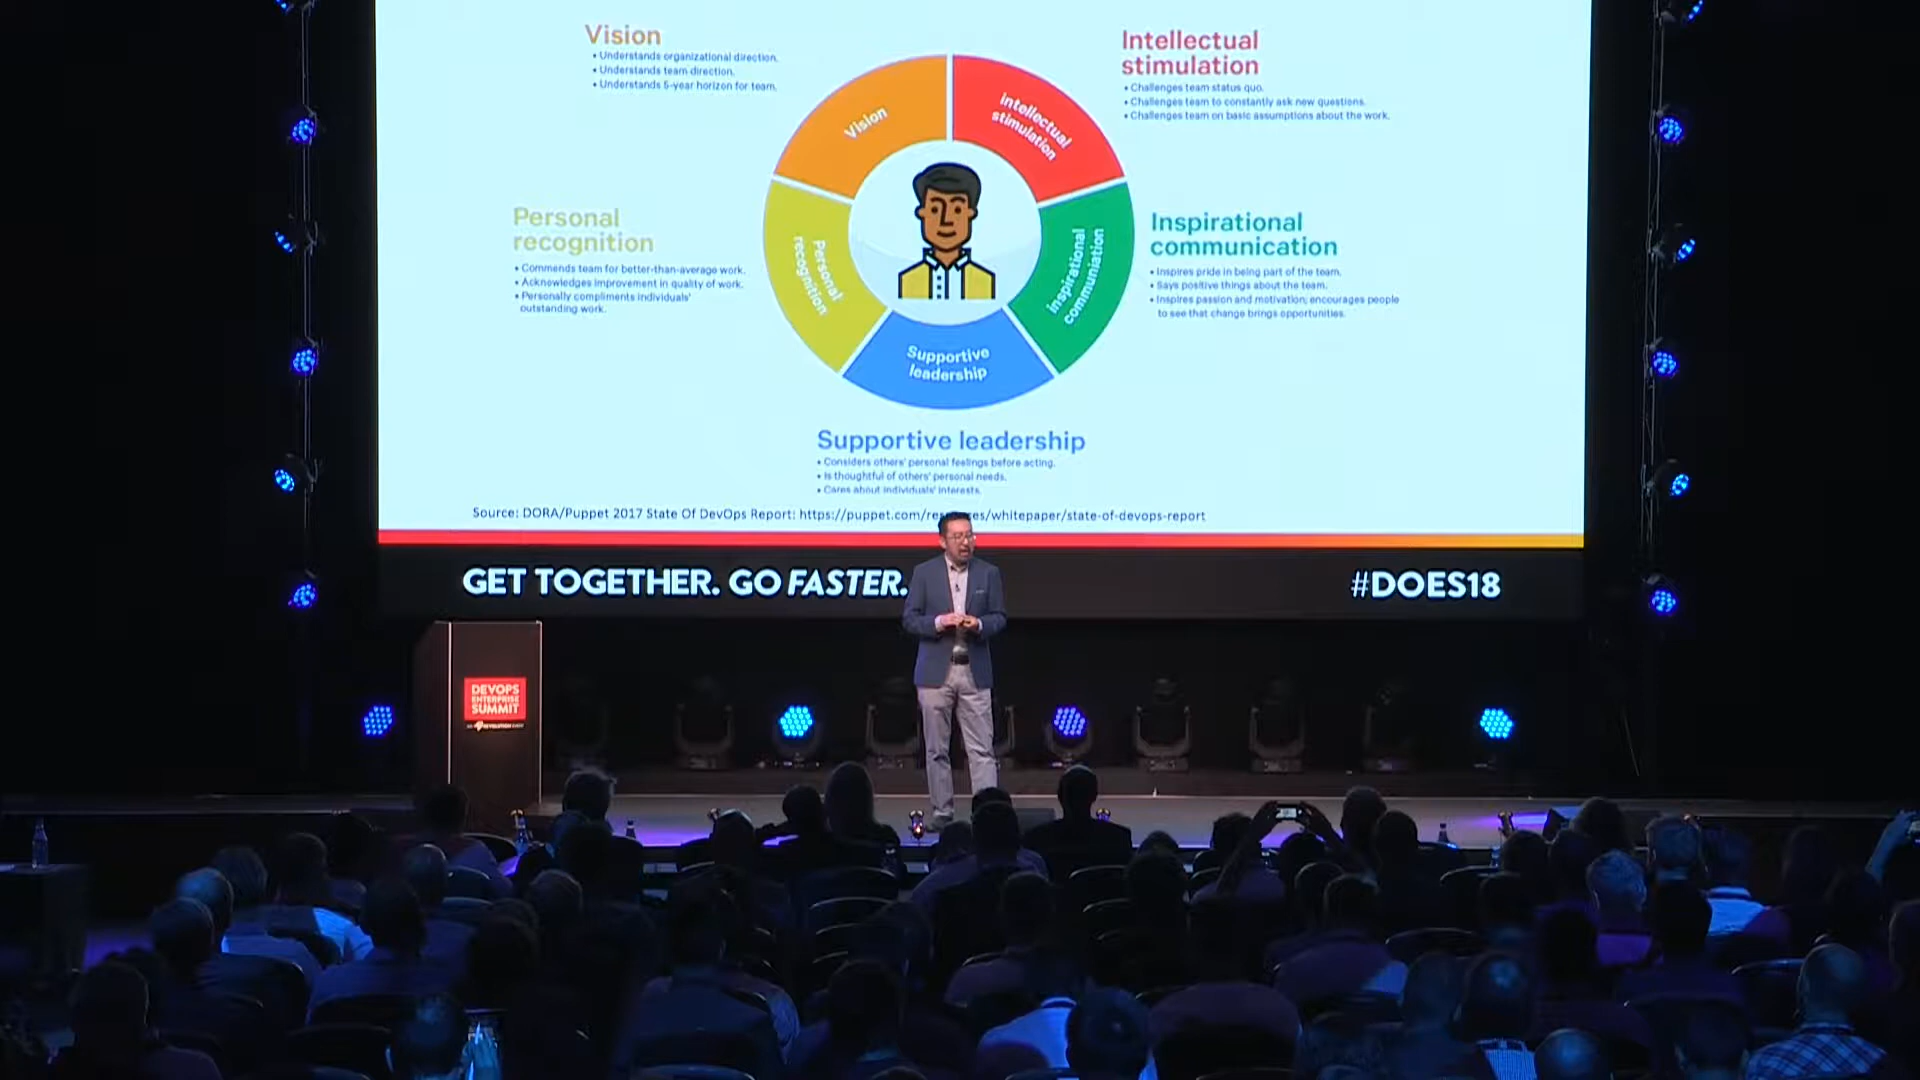 Vision
• Understands organizational direction.
• Understands team direction.
• Understands 5-year horizon for team.
Intellectual
stimulation
• Challenges team status quo.
• Challenges team to constantly ask new questions.
• Challenges team on basic assumptions about the work.
Vision
intellectual
stimulation
Personal
recognition
• Commends team for better-than-average work.
• Acknowledges improvement in quality of work.
• Personally compliments individuals'
outstanding work.
Personal
recognition
inspirational
communiation
Inspirational
communication
• Inspires pride in being part of the team.
• Says positive things about the team.
• Inspires passion and motivation; encourages people
to see that change brings opportunities.
Supportive
leadership
Supportive leadership
• Considers others' personal feelings before acting.
• Is thoughtful of others' personal needs.
• Cares about individuals' interests.
Source: DORA/Puppet 2017 State Of DevOps Report: https://puppet.com/res es/whitepaper/state-of-devops-report
GET TOGETHER. GO FASTER.
#DOES18
DEVOPS
ENTERPRISE
SUMMIT